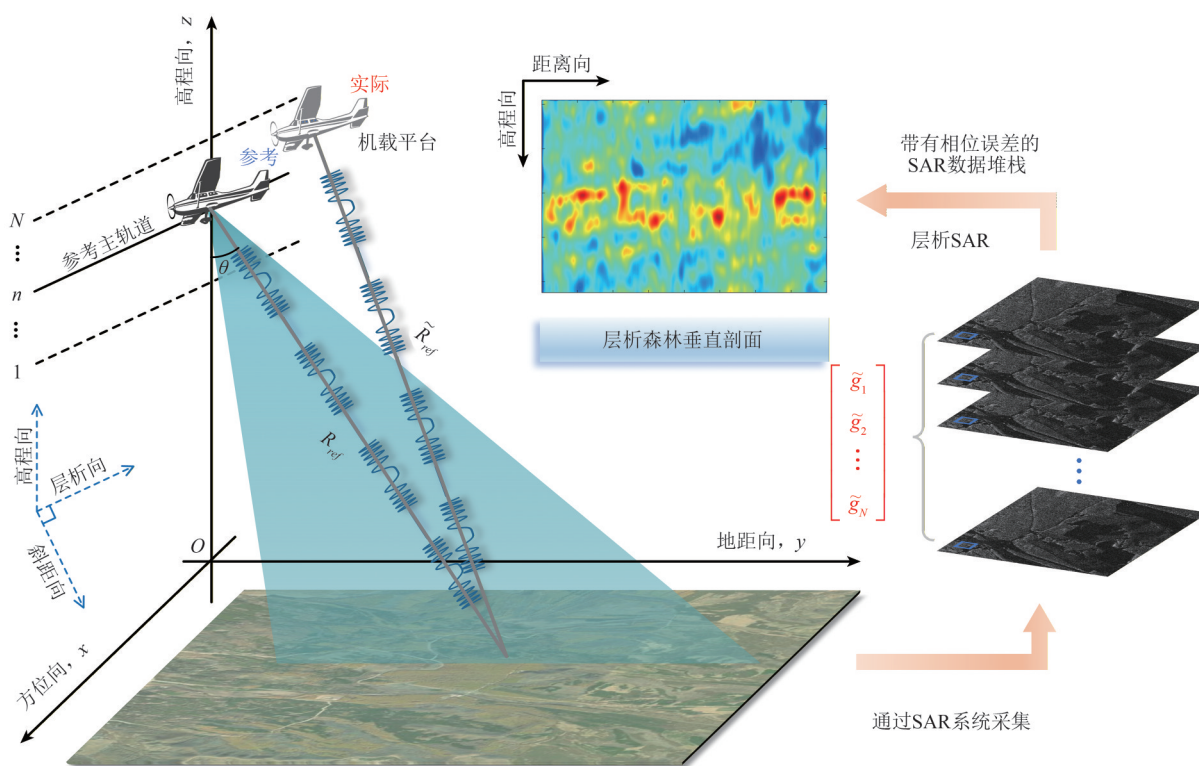 高程向，z
实际
机载平台
参考
参考主轨道
N
...
n
...
1
θ
R̃ref
Rref
高程向
层析向
斜距向
O
地距向，y
方位向，x
距离向
高程向
层析森林垂直剖面
带有相位误差的
SAR数据堆栈
层析SAR
g̃1
g̃2
...
g̃N
...
通过SAR系统采集